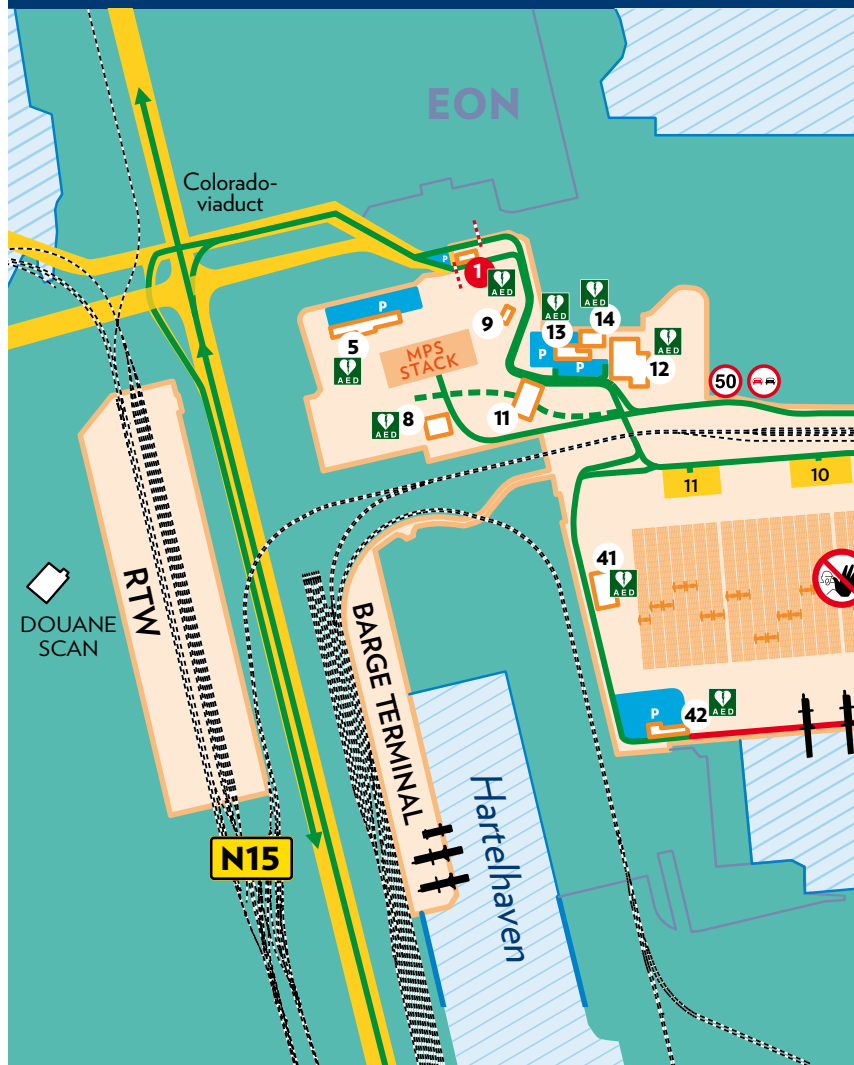 EON
Colorado-
viaduct
P
1
AED
P
9
AED
14
AED
13
5
MPS
STACK
P
P
12
AED
50
AED
AED
8
11
11
10
41
AED
RTW
DOUANE
SCAN
BARGE TERMINAL
P
42
AED
Hartelhaven
N15